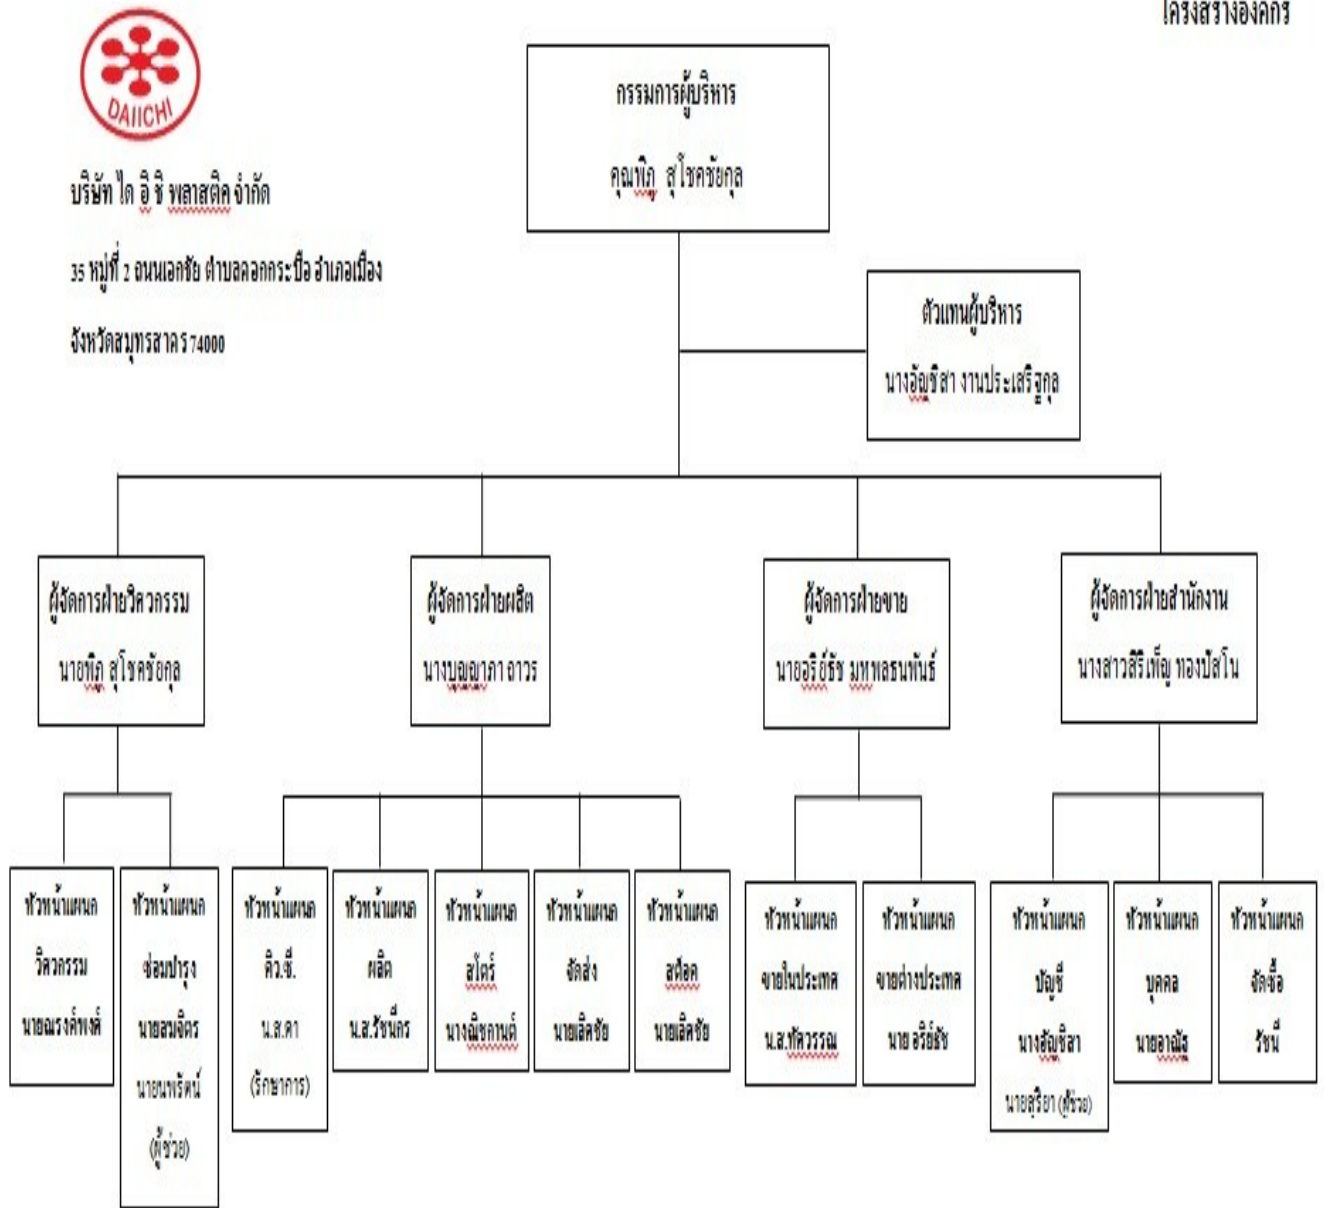 โครงสร้างองค์กร
DAIICHI
บริษัท ได อิ ชิ พลาสติค จำกัด
35 หมู่ที่ 2 ถนนเอกชัย ตำบลคอกกระบือ อำเภอเมือง
จังหวัดสมุทรสาคร 74000
กรรมการผู้บริหาร
คุณพิภู สุโชคชัยกุล
ตัวแทนผู้บริหาร
นางอัญชิสา งานประเสริฐกุล
ผู้จัดการฝ่ายวิศวกรรม
นายพิภู สุโชคชัยกุล
ผู้จัดการฝ่ายผลิต
นางบุญญาภา ถาวร
ผู้จัดการฝ่ายขาย
นายอริย์ธัช มหพลธนพันธ์
ผู้จัดการฝ่ายสำนักงาน
นางสาวสิริเพ็ญ ทองปัสโน
หัวหน้าแผนก
วิศวกรรม
นายณรงค์พงศ์
หัวหน้าแผนก
ซ่อมบำรุง
นายสมจิตร
นายนพรัตน์
(ผู้ช่วย)
หัวหน้าแผนก
คิว.ซี.
น.ส.ดา
(รักษาการ)
หัวหน้าแผนก
ผลิต
น.ส.รัชนีกร
หัวหน้าแผนก
สโตร์
นางณิชกานต์
หัวหน้าแผนก
จัดส่ง
นายเลิศชัย
หัวหน้าแผนก
สต๊อค
นายเลิศชัย
หัวหน้าแผนก
ขายในประเทศ
น.ส.ทัศวรรณ
หัวหน้าแผนก
ขายต่างประเทศ
นาย อริย์ธัช
หัวหน้าแผนก
บัญชี
นางอัญชิสา
นายสุริยา (ผู้ช่วย)
หัวหน้าแผนก
บุคคล
นายอาณัฐ
หัวหน้าแผนก
จัดซื้อ
รัชนี